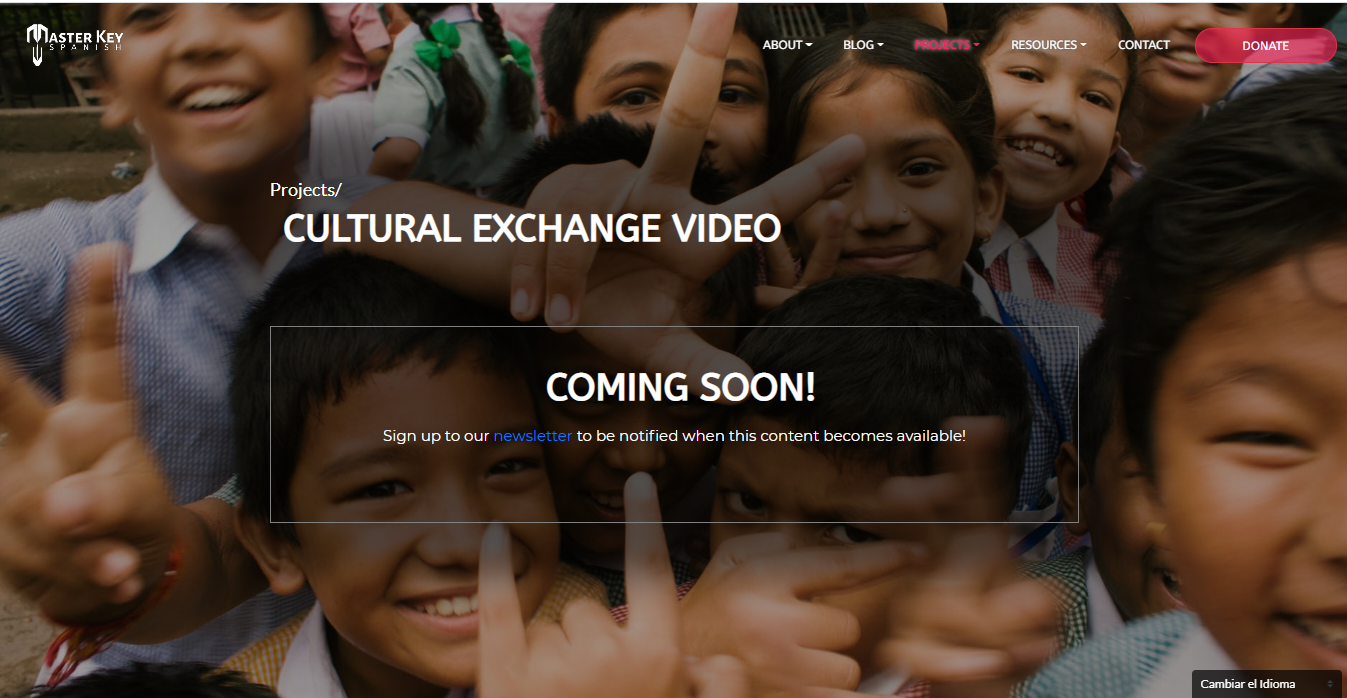 MASTER KEY
SPANISH
ABOUT
BLOG
PROJECTS
RESOURCES
CONTACT
DONATE
Projects/
CULTURAL EXCHANGE VIDEO
COMING SOON!
Sign up to our newsletter to be notified when this content becomes available!
Cambiar el Idioma